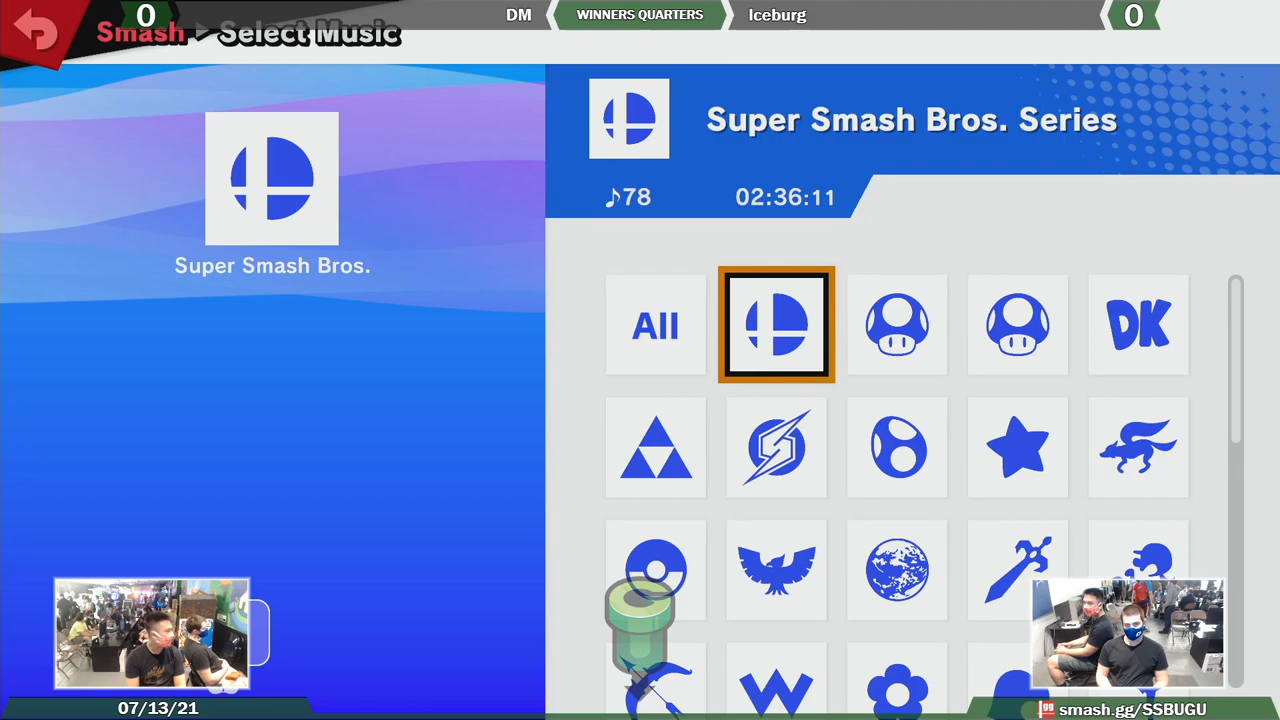 0
DM
WINNERS QUARTERS
Iceburg
0
Smash
Select Music
Super Smash Bros. Series
♪78
02:36:11
Super Smash Bros.
All
DK
07/13/21
smash.gg/SSBUGU